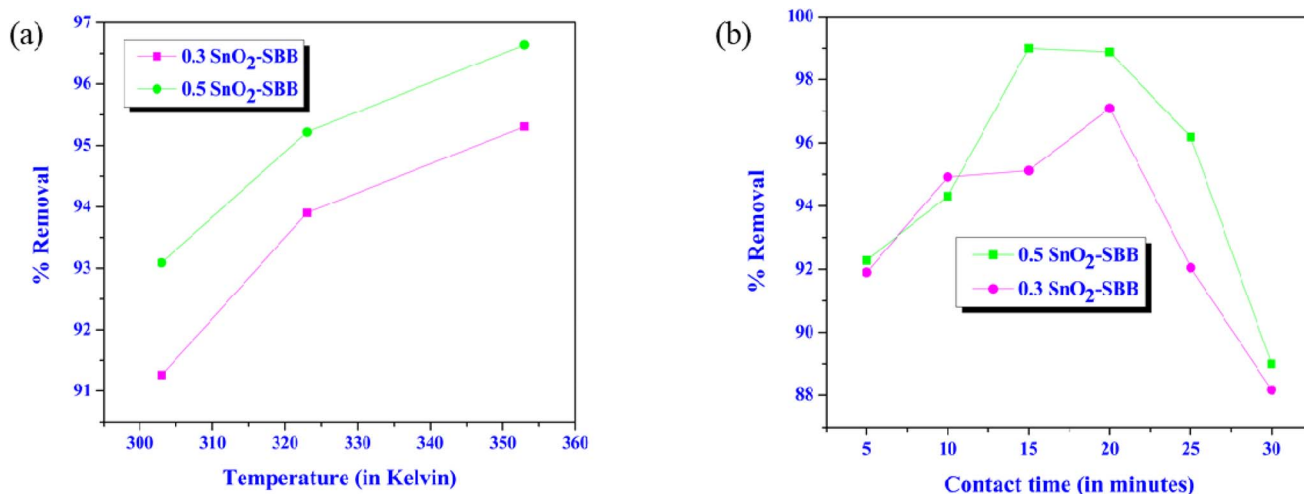 (a)
97
96
95
94
93
92
91
% Removal
0.3 SnO2-SBB
0.5 SnO2-SBB
300 310 320 330 340 350 360
Temperature (in Kelvin)
(b)
100
98
96
94
92
90
88
% Removal
0.5 SnO2-SBB
0.3 SnO2-SBB
5 10 15 20 25 30
Contact time (in minutes)